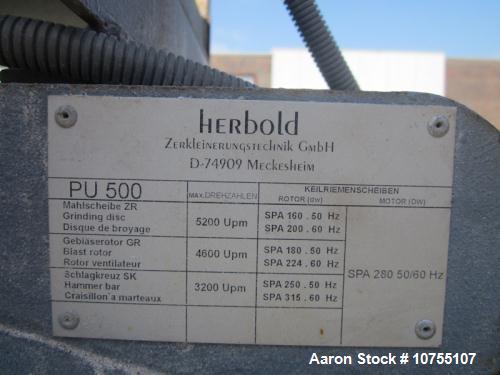 herbold
Zerkleinerungstechnik GmbH
D-74909 Meckesheim
PU 500
MAX.DREHZAHLEN
KEILRIEMENSCHEIBEN
ROTOR (dw) MOTOR (DW)
Mahlscheibe ZR
Grinding disc
Disque de broyage
5200 Upm
SPA 160 . 50 Hz
SPA 200 . 60 Hz
Gebläserotor GR
Blast rotor
Rotor ventilateur
4600 Upm
SPA 180 . 50 Hz
SPA 224 . 60 Hz
Schlagkreuz SK
Hammer bar
Craisillon`a marteaux
3200 Upm
SPA 250 . 50 Hz
SPA 315 . 60 Hz
SPA 280 50/60 Hz
Aaron Stock # 10755107